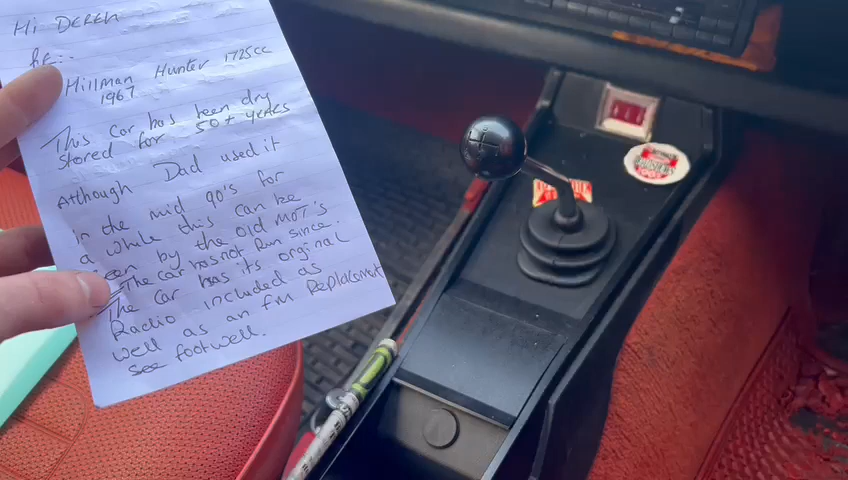 Hi DEREK
RE:-
Hillman Hunter 1725cc
1967
This car has been dry
stored for 50+ years
Although Dad used it
in the mid 90's for
a while this can be
seen by the old MOT's
The car has not Run since.
The car has its orginal
Radio included as
well as an FM Replacement
see footwell.